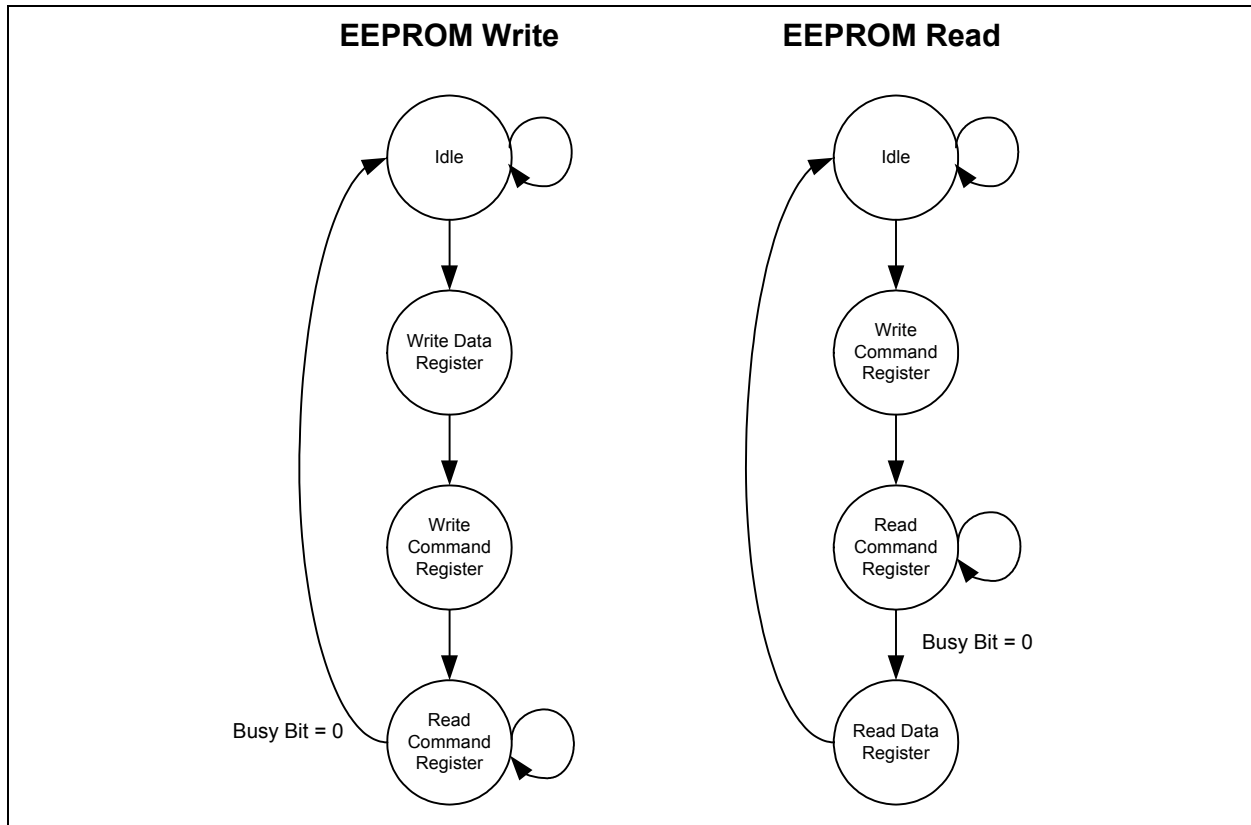 EEPROM Write
Idle
Write Data
Register
Write
Command
Register
Read
Command
Register
Busy Bit = 0
EEPROM Read
Idle
Write
Command
Register
Read
Command
Register
Busy Bit = 0
Read Data
Register